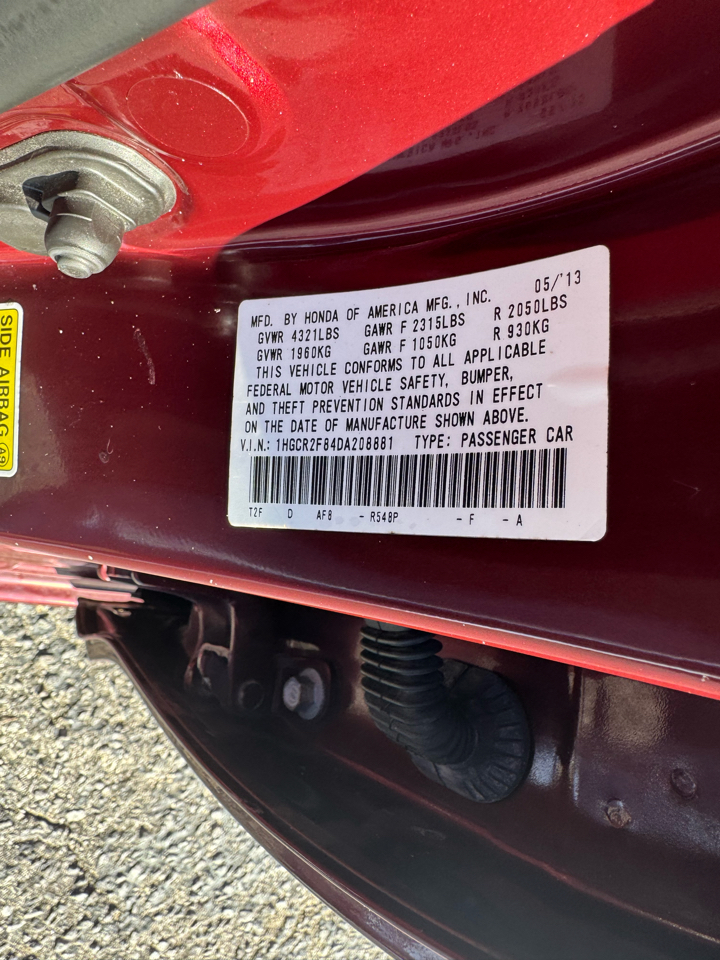 MFD. BY HONDA OF AMERICA MFG., INC. 05/'13
GVWR 4321LBS GAWR F 2315LBS R 2050LBS
GVWR 1960KG GAWR F 1050KG R 930KG
THIS VEHICLE CONFORMS TO ALL APPLICABLE
FEDERAL MOTOR VEHICLE SAFETY, BUMPER,
AND THEFT PREVENTION STANDARDS IN EFFECT
ON THE DATE OF MANUFACTURE SHOWN ABOVE.
V.I.N.: 1HGCR2F84DA208881 TYPE: PASSENGER CAR
T2F D AF8 - R548P - F - A
SIDE AIRBAG